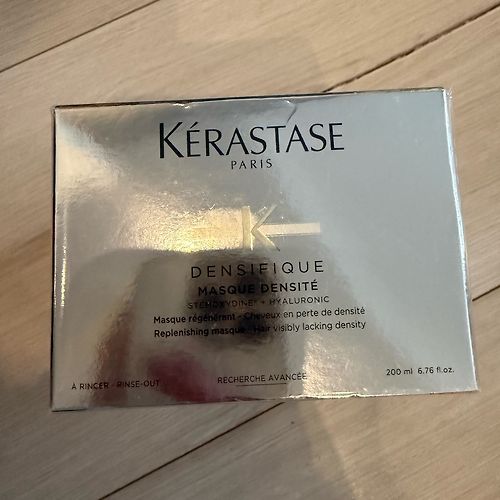 KÉRASTASE
PARIS
K
DENSIFIQUE
MASQUE DENSITÉ
STEMOXYDINE® + HYALURONIC
Masque régénérant - Cheveux en perte de densité
Replenishing masque - Hair visibly lacking density
À RINCER - RINSE-OUT
RECHERCHE AVANCÉE
200 ml 6.76 fl.oz.